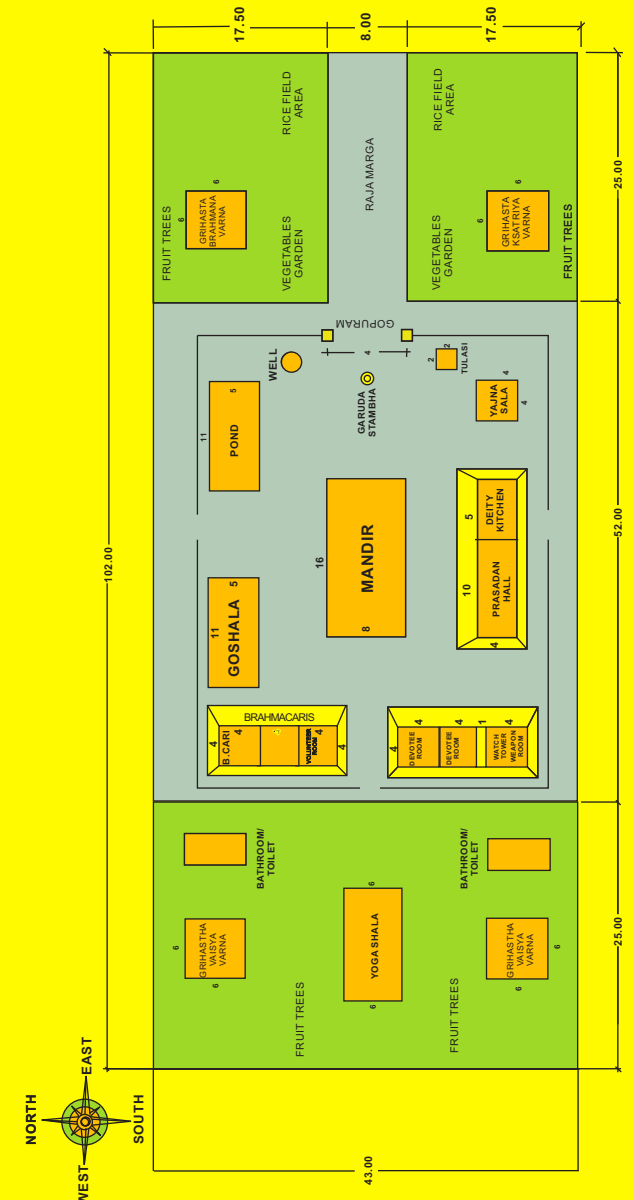 17.50
8.00
17.50
RICE FIELD
AREA
FRUIT TREES
6
6
GRIHASTA
BRAHMANA
VARNA
VEGETABLES
GARDEN
RAJA MARGA
RICE FIELD
AREA
6
6
GRIHASTA
KSATRIYA
VARNA
VEGETABLES
GARDEN
FRUIT TREES
25.00
GOPURAM
4
WELL
GARUDA
STAMBHA
2
2
TULASI
POND
11
5
YAJNA
SALA
4
4
MANDIR
16
8
5
DEITY
KITCHEN
10
PRASADAN
HALL
4
52.00
102.00
GOSHALA
11
5
BRAHMACARIS
4
B.CARI
4
4
VOLUNTEER
ROOM
4
4
4
DEVOTEE
ROOM
4
DEVOTEE
ROOM
4
1
WATCH
TOWER
WEAPON
ROOM
4
BATHROOM/
TOILET
BATHROOM/
TOILET
GRIHASTHA
VAISYA
VARNA
6
6
YOGA SHALA
6
6
GRIHASTHA
VAISYA
VARNA
6
6
FRUIT TREES
FRUIT TREES
25.00
43.00
NORTH
EAST
SOUTH
WEST